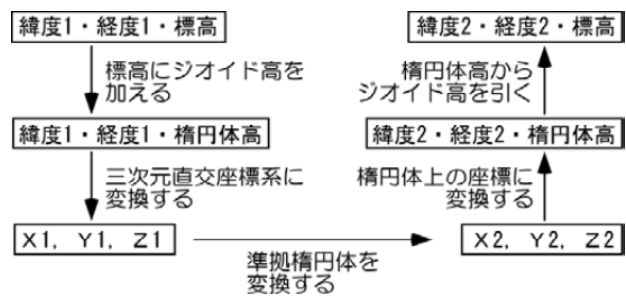 緯度1・経度1・標高
標高にジオイド高を
加える
緯度1・経度1・楕円体高
三次元直交座標系に
変換する
X1, Y1, Z1
準拠楕円体を
変換する
X2, Y2, Z2
楕円体上の座標に
変換する
緯度2・経度2・楕円体高
楕円体高から
ジオイド高を引く
緯度2・経度2・標高